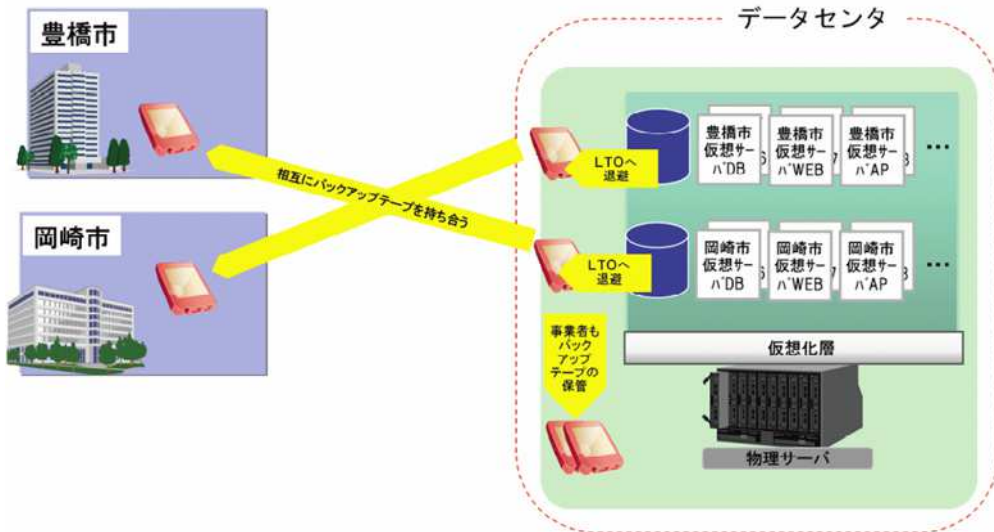 データセンタ
豊橋市
岡崎市
相互にバックアップテープを持ち合う
LTOへ
退避
豊橋市
仮想サー
バDB
豊橋市
仮想サー
バWEB
豊橋市
仮想サー
バAP
…
LTOへ
退避
岡崎市
仮想サー
バDB
岡崎市
仮想サー
バWEB
岡崎市
仮想サー
バAP
…
事業者も
バック
アップ
テープの
保管
仮想化層
物理サーバ